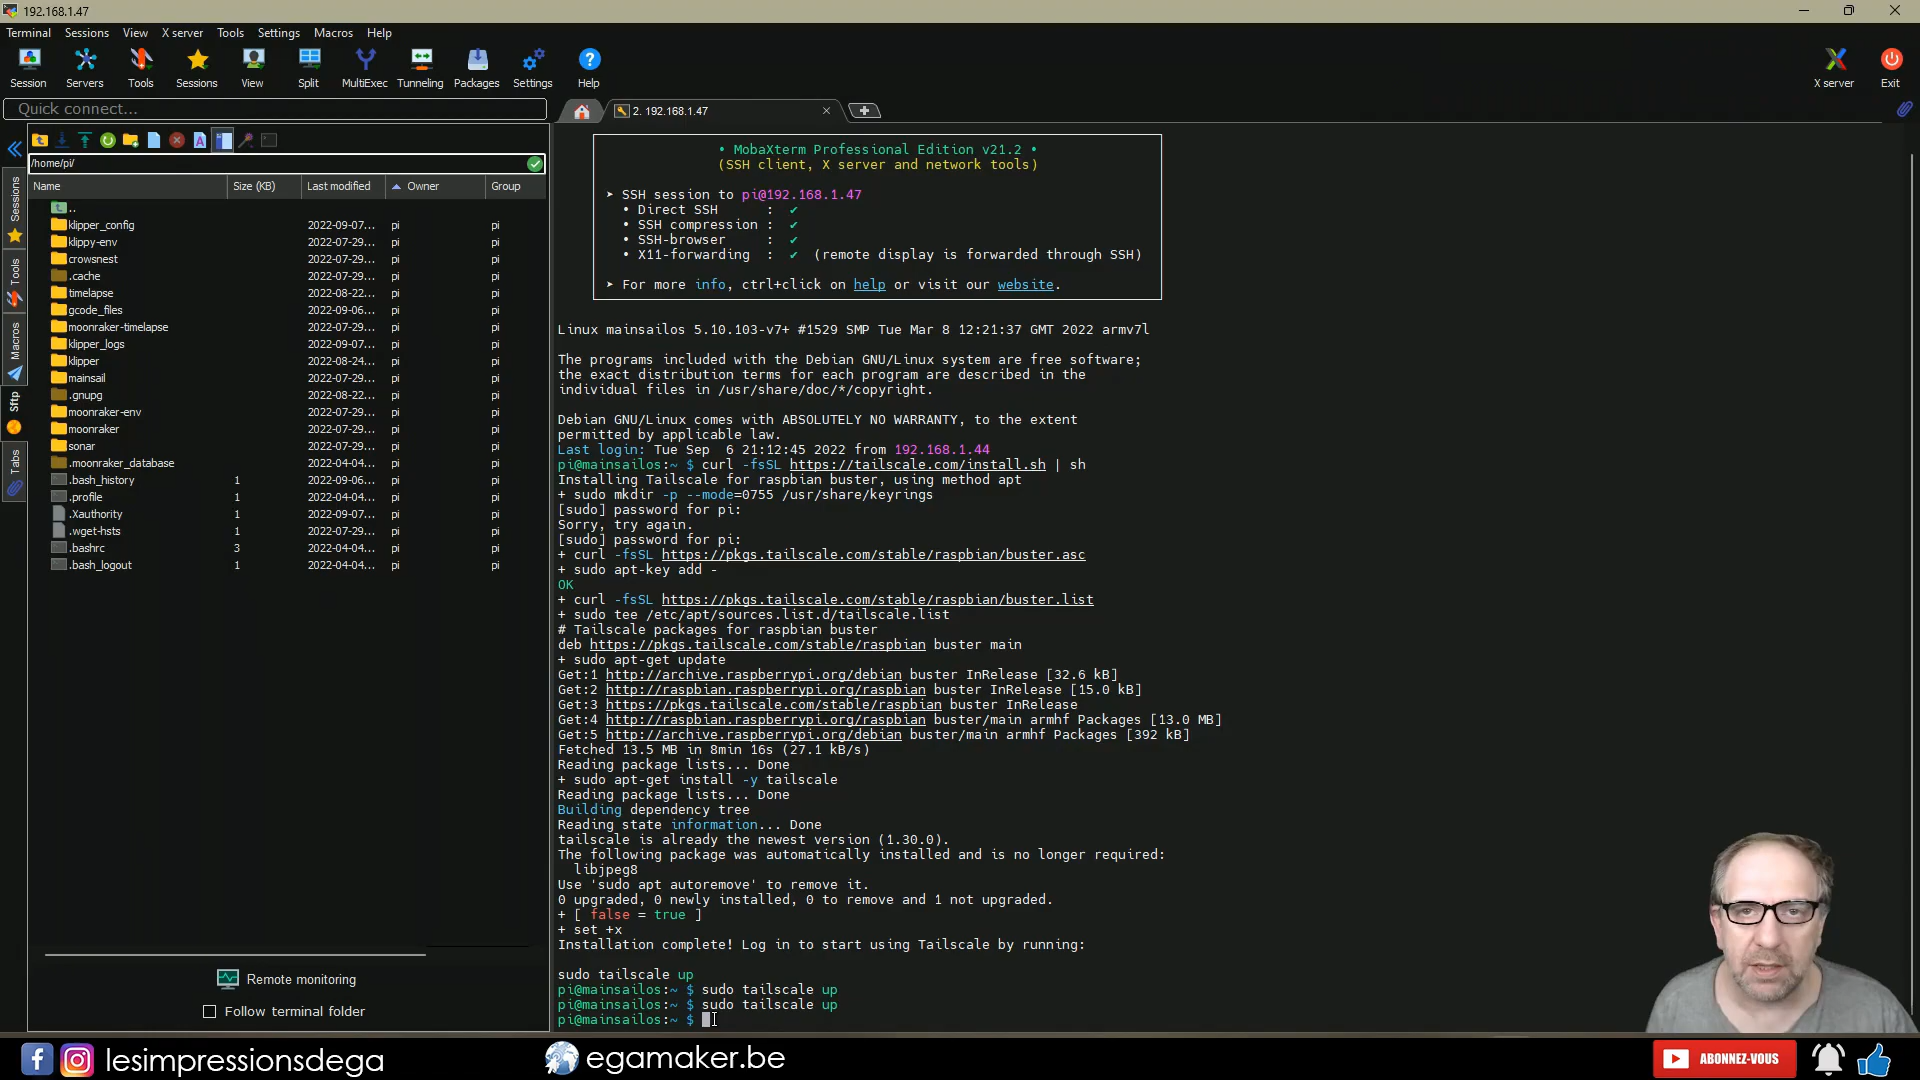 192.168.1.47
Terminal Sessions View X server Tools Settings Macros Help
Session Servers Tools Sessions View Split MultiExec Tunneling Packages Settings Help X server Exit
Quick connect...
2. 192.168.1.47
/home/pi/
Name Size (KB) Last modified Owner Group
..
klipper_config 2022-09-07... pi pi
klippy-env 2022-07-29... pi pi
crowsnest 2022-07-29... pi pi
.cache 2022-07-29... pi pi
timelapse 2022-08-22... pi pi
gcode_files 2022-09-06... pi pi
moonraker-timelapse 2022-07-29... pi pi
klipper_logs 2022-09-07... pi pi
klipper 2022-08-24... pi pi
mainsail 2022-07-29... pi pi
.gnupg 2022-08-22... pi pi
moonraker-env 2022-07-29... pi pi
moonraker 2022-07-29... pi pi
sonar 2022-07-29... pi pi
.moonraker_database 2022-04-04... pi pi
.bash_history 1 2022-09-06... pi pi
.profile 1 2022-04-04... pi pi
.Xauthority 1 2022-09-07... pi pi
.wget-hsts 1 2022-07-29... pi pi
.bashrc 3 2022-04-04... pi pi
.bash_logout 1 2022-04-04... pi pi
Sessions
Tools
Macros
Sftp
Tabs
Remote monitoring
Follow terminal folder
• MobaXterm Professional Edition v21.2 •
(SSH client, X server and network tools)
➤ SSH session to pi@192.168.1.47
• Direct SSH : ✔
• SSH compression : ✔
• SSH-browser : ✔
• X11-forwarding : ✔ (remote display is forwarded through SSH)
➤ For more info, ctrl+click on help or visit our website.
Linux mainsailos 5.10.103-v7+ #1529 SMP Tue Mar 8 12:21:37 GMT 2022 armv7l
The programs included with the Debian GNU/Linux system are free software;
the exact distribution terms for each program are described in the
individual files in /usr/share/doc/*/copyright.
Debian GNU/Linux comes with ABSOLUTELY NO WARRANTY, to the extent
permitted by applicable law.
Last login: Tue Sep  6 21:12:45 2022 from 192.168.1.44
pi@mainsailos:~ $ curl -fsSL https://tailscale.com/install.sh | sh
Installing Tailscale for raspbian buster, using method apt
+ sudo mkdir -p --mode=0755 /usr/share/keyrings
[sudo] password for pi:
Sorry, try again.
[sudo] password for pi:
+ curl -fsSL https://pkgs.tailscale.com/stable/raspbian/buster.asc
+ sudo apt-key add -
OK
+ curl -fsSL https://pkgs.tailscale.com/stable/raspbian/buster.list
+ sudo tee /etc/apt/sources.list.d/tailscale.list
# Tailscale packages for raspbian buster
deb https://pkgs.tailscale.com/stable/raspbian buster main
+ sudo apt-get update
Get:1 http://archive.raspberrypi.org/debian buster InRelease [32.6 kB]
Get:2 http://raspbian.raspberrypi.org/raspbian buster InRelease [15.0 kB]
Get:3 https://pkgs.tailscale.com/stable/raspbian buster InRelease
Get:4 http://raspbian.raspberrypi.org/raspbian buster/main armhf Packages [13.0 MB]
Get:5 http://archive.raspberrypi.org/debian buster/main armhf Packages [392 kB]
Fetched 13.5 MB in 8min 16s (27.1 kB/s)
Reading package lists... Done
+ sudo apt-get install -y tailscale
Reading package lists... Done
Building dependency tree
Reading state information... Done
tailscale is already the newest version (1.30.0).
The following package was automatically installed and is no longer required:
libjpeg8
Use 'sudo apt autoremove' to remove it.
0 upgraded, 0 newly installed, 0 to remove and 1 not upgraded.
+ [ false = true ]
+ set +x
Installation complete! Log in to start using Tailscale by running:
sudo tailscale up
pi@mainsailos:~ $ sudo tailscale up
pi@mainsailos:~ $ sudo tailscale up
pi@mainsailos:~ $
lesimpressionsdega egamaker.be ABONNEZ-VOUS